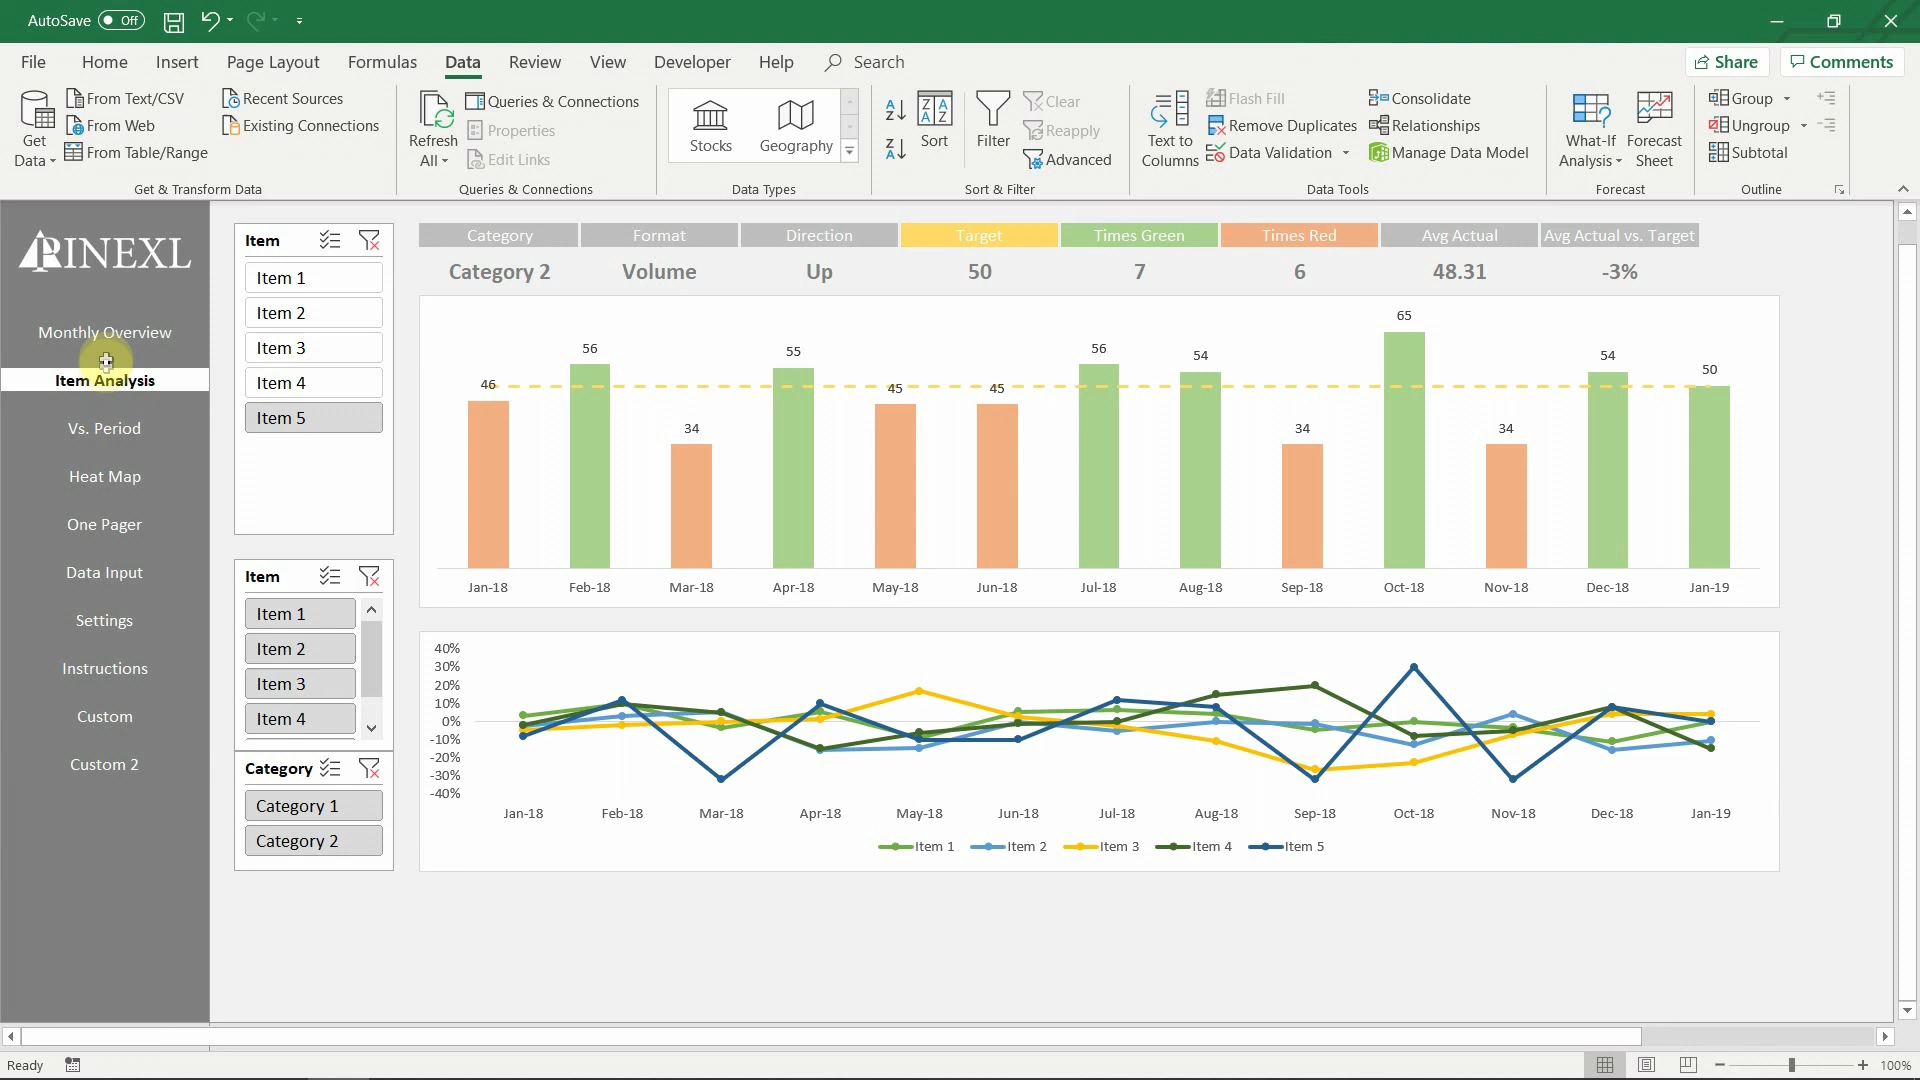 AutoSave Off
File Home Insert Page Layout Formulas Data Review View Developer Help Search Share Comments
Get Data
From Text/CSV
From Web
From Table/Range
Recent Sources
Existing Connections
Get & Transform Data
Refresh All
Queries & Connections
Properties
Edit Links
Queries & Connections
Stocks
Geography
Data Types
Sort
Filter
Clear
Reapply
Advanced
Sort & Filter
Text to Columns
Flash Fill
Remove Duplicates
Data Validation
Consolidate
Relationships
Manage Data Model
Data Tools
What-If Analysis
Forecast Sheet
Forecast
Group
Ungroup
Subtotal
Outline
PINEXL
Monthly Overview
Item Analysis
Vs. Period
Heat Map
One Pager
Data Input
Settings
Instructions
Custom
Custom 2
Item
Item 1
Item 2
Item 3
Item 4
Item 5
Item
Item 1
Item 2
Item 3
Item 4
Category
Category 1
Category 2
Category Format Direction Target Times Green Times Red Avg Actual Avg Actual vs. Target
Category 2 Volume Up 50 7 6 48.31 -3%
46 56 34 55 45 45 56 54 34 65 34 54 50
Jan-18 Feb-18 Mar-18 Apr-18 May-18 Jun-18 Jul-18 Aug-18 Sep-18 Oct-18 Nov-18 Dec-18 Jan-19
40%
30%
20%
10%
0%
-10%
-20%
-30%
-40%
Jan-18 Feb-18 Mar-18 Apr-18 May-18 Jun-18 Jul-18 Aug-18 Sep-18 Oct-18 Nov-18 Dec-18 Jan-19
Item 1 Item 2 Item 3 Item 4 Item 5
Ready
100%